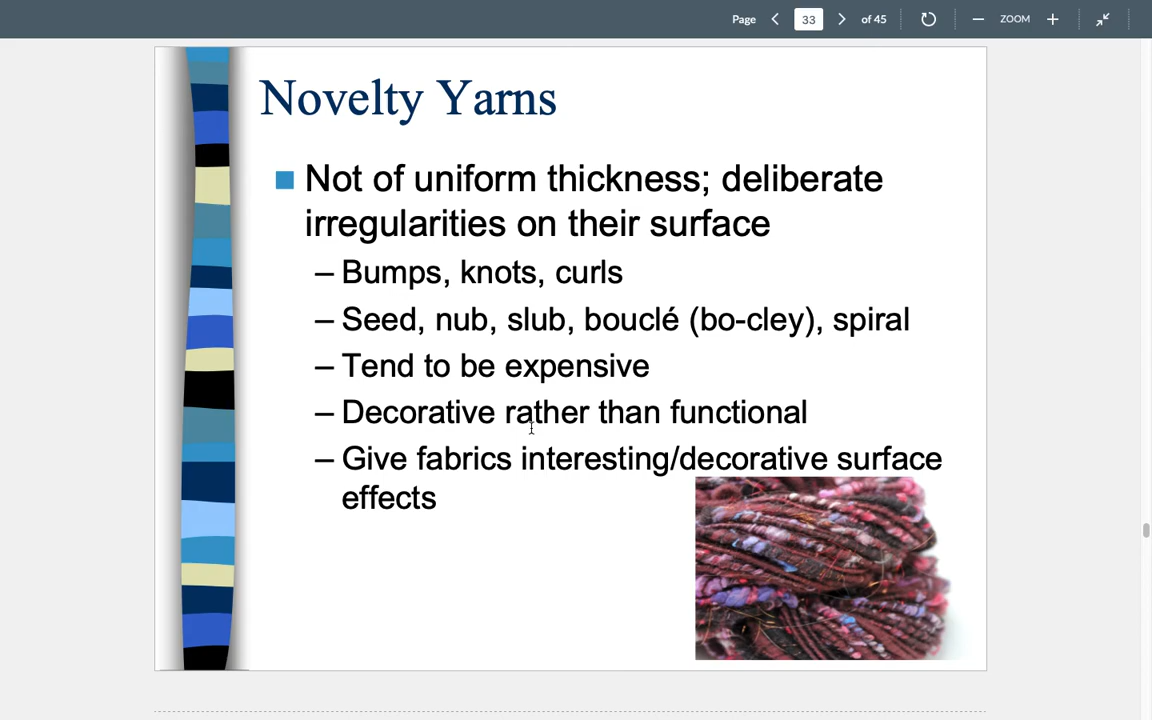 Page 33 of 45 ZOOM
Novelty Yarns
Not of uniform thickness; deliberate
irregularities on their surface
– Bumps, knots, curls
– Seed, nub, slub, bouclé (bo-cley), spiral
– Tend to be expensive
– Decorative rather than functional
– Give fabrics interesting/decorative surface
effects